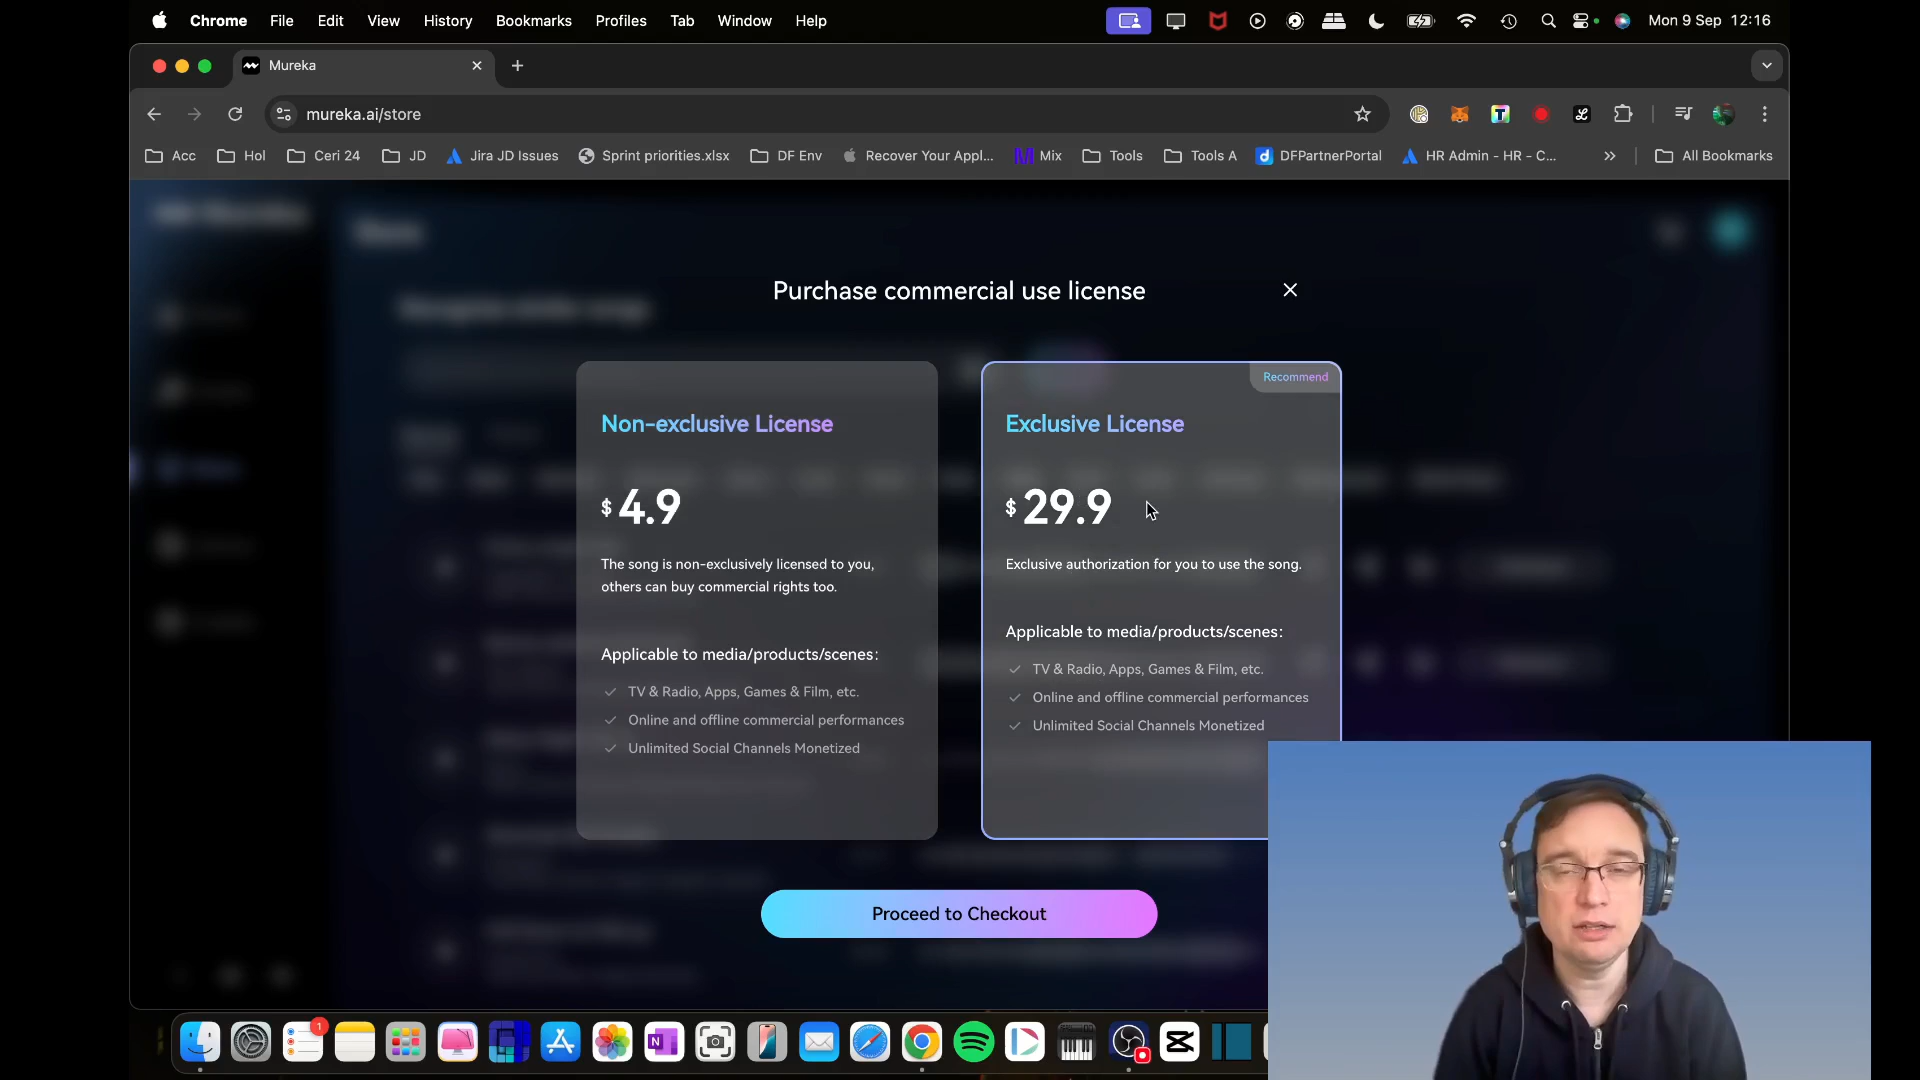 Chrome File Edit View History Bookmarks Profiles Tab Window Help Mon 9 Sep 12:16
Mureka
mureka.ai/store
Acc Hol Ceri 24 JD Jira JD Issues Sprint priorities.xlsx DF Env Recover Your Appl... Mix Tools Tools A DFPartnerPortal HR Admin - HR - C... » All Bookmarks
Purchase commercial use license
Recommend
Non-exclusive License
$ 4.9
The song is non-exclusively licensed to you,
others can buy commercial rights too.
Applicable to media/products/scenes:
TV & Radio, Apps, Games & Film, etc.
Online and offline commercial performances
Unlimited Social Channels Monetized
Exclusive License
$ 29.9
Exclusive authorization for you to use the song.
Applicable to media/products/scenes:
TV & Radio, Apps, Games & Film, etc.
Online and offline commercial performances
Unlimited Social Channels Monetized
Proceed to Checkout
1